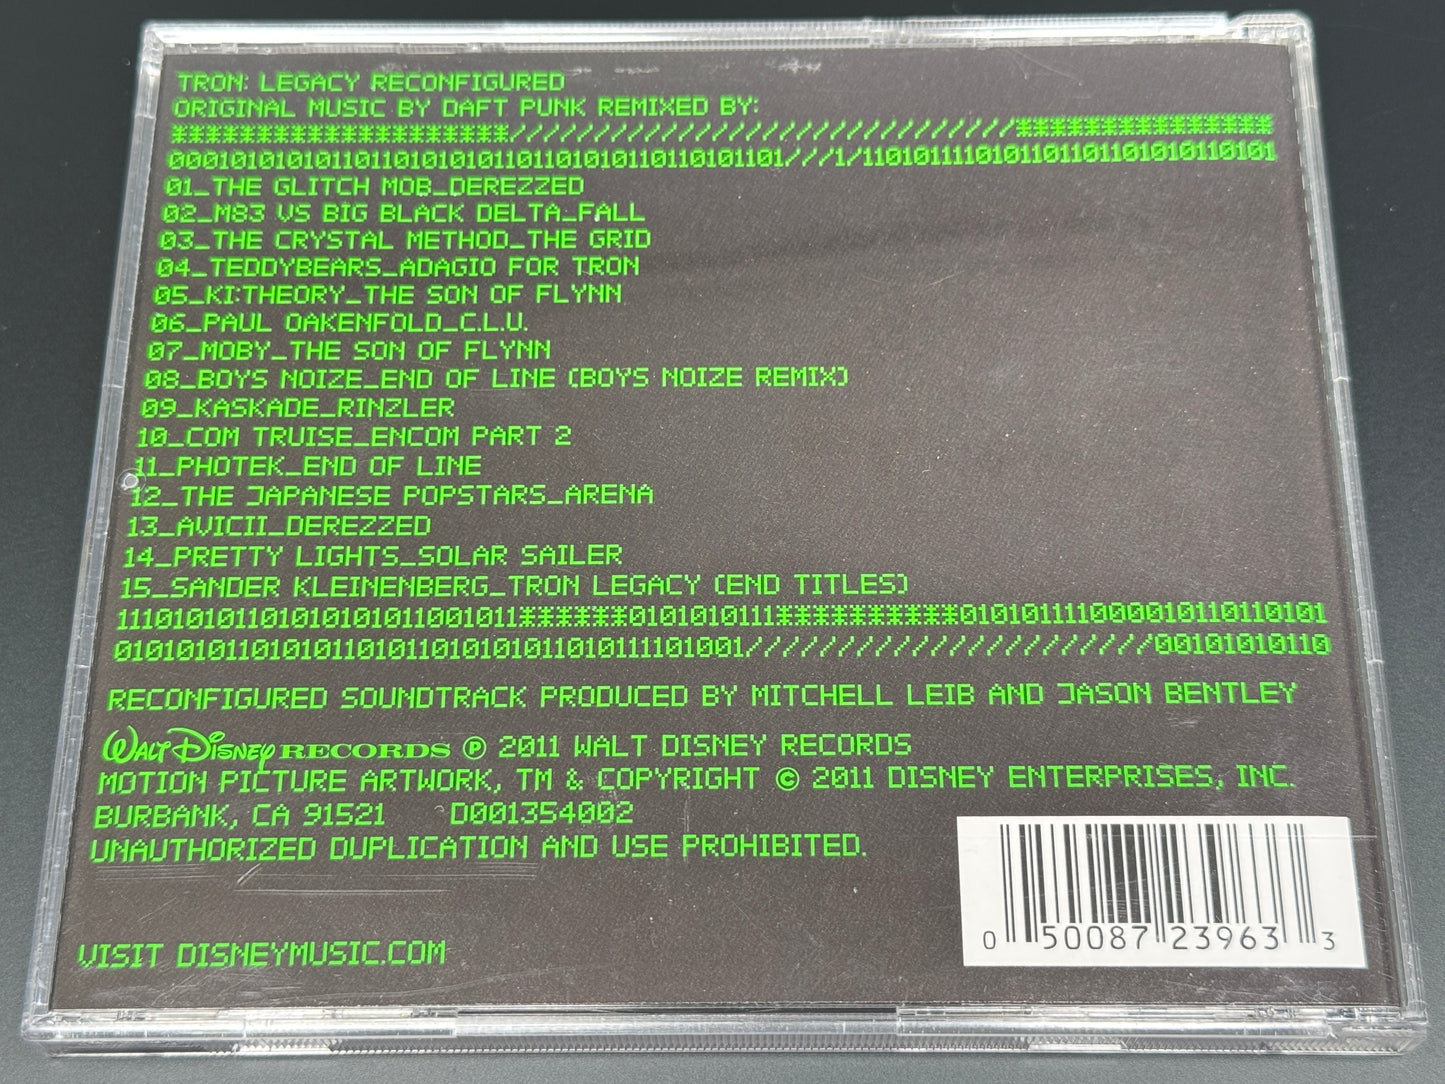 TRON: LEGACY RECONFIGURED
ORIGINAL MUSIC BY DAFT PUNK REMIXED BY:
01_THE GLITCH MOB_DEREZZED
02_M83 VS BIG BLACK DELTA_FALL
03_THE CRYSTAL METHOD_THE GRID
04_TEDDYBEARS_ADAGIO FOR TRON
05_KI:THEORY_THE SON OF FLYNN
06_PAUL OAKENFOLD_C.L.U.
07_MOBY_THE SON OF FLYNN
08_BOYS NOIZE_END OF LINE (BOYS NOIZE REMIX)
09_KASKADE_RINZLER
10_COM TRUISE_ENCOM PART 2
11_PHOTEK_END OF LINE
12_THE JAPANESE POPSTARS_ARENA
13_AVICII_DEREZZED
14_PRETTY LIGHTS_SOLAR SAILER
15_SANDER KLEINENBERG_TRON LEGACY (END TITLES)
RECONFIGURED SOUNDTRACK PRODUCED BY MITCHELL LEIB AND JASON BENTLEY
WALT DISNEY RECORDS ℗ 2011 WALT DISNEY RECORDS
MOTION PICTURE ARTWORK, TM & COPYRIGHT © 2011 DISNEY ENTERPRISES, INC.
BURBANK, CA 91521 D001354002
UNAUTHORIZED DUPLICATION AND USE PROHIBITED.
VISIT DISNEYMUSIC.COM
0 50087 23963 3